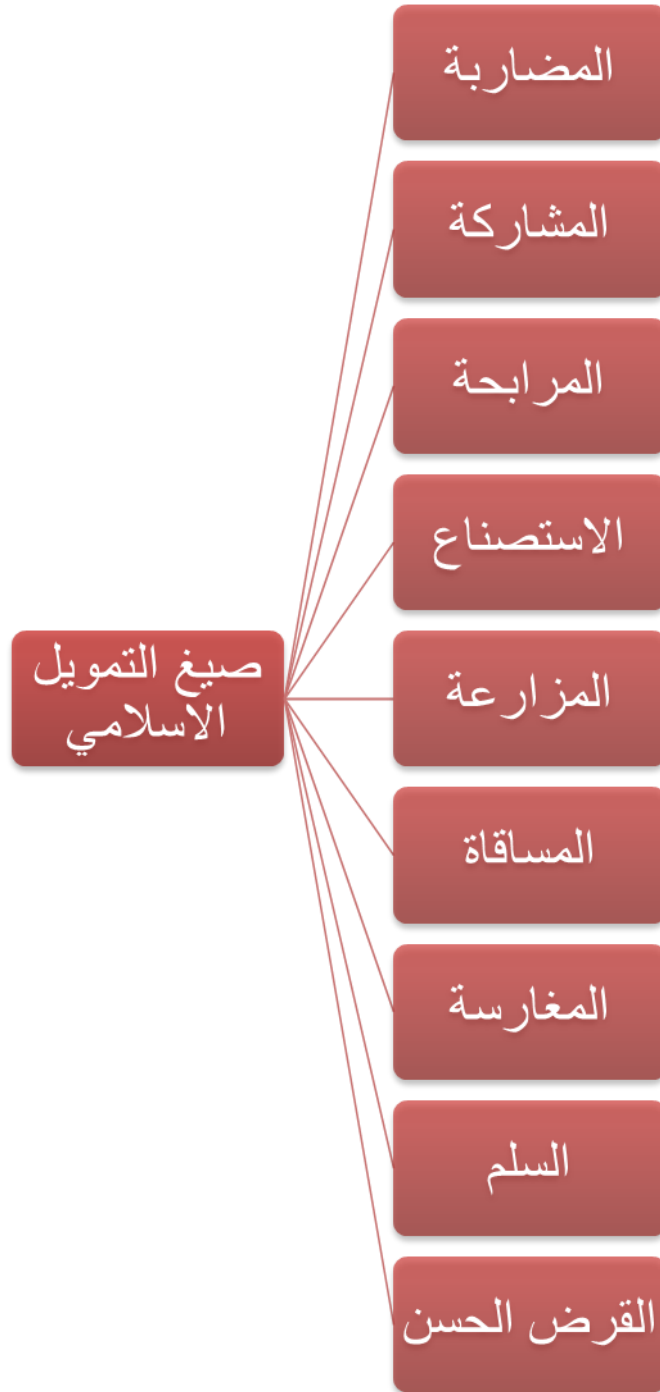 صيغ التمويل
الاسلامي
المضاربة
المشاركة
المرابحة
الاستصناع
المزارعة
المساقاة
المغارسة
السلم
القرض الحسن